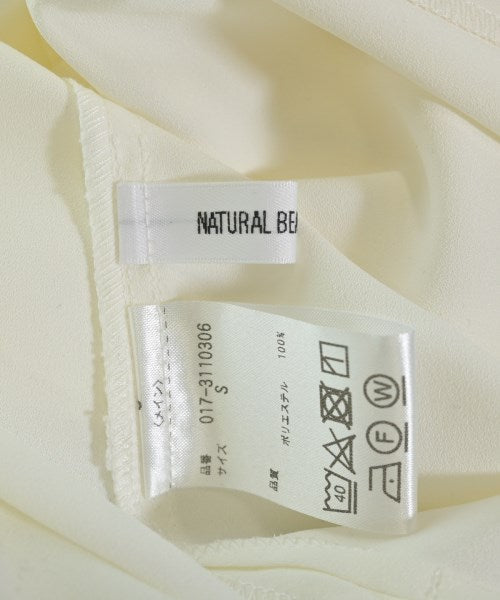 NATURAL BEA
〈メイン〉
品番 017-3110306
サイズ S
品質 ポリエステル 100%
40
F
W